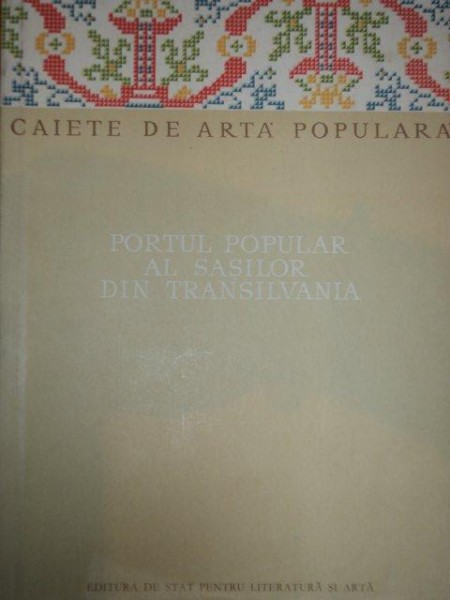 CAIETE DE ARTĂ POPULARĂ
PORTUL POPULAR
AL SAȘILOR
DIN TRANSILVANIA
EDITURA DE STAT PENTRU LITERATURĂ ȘI ARTĂ